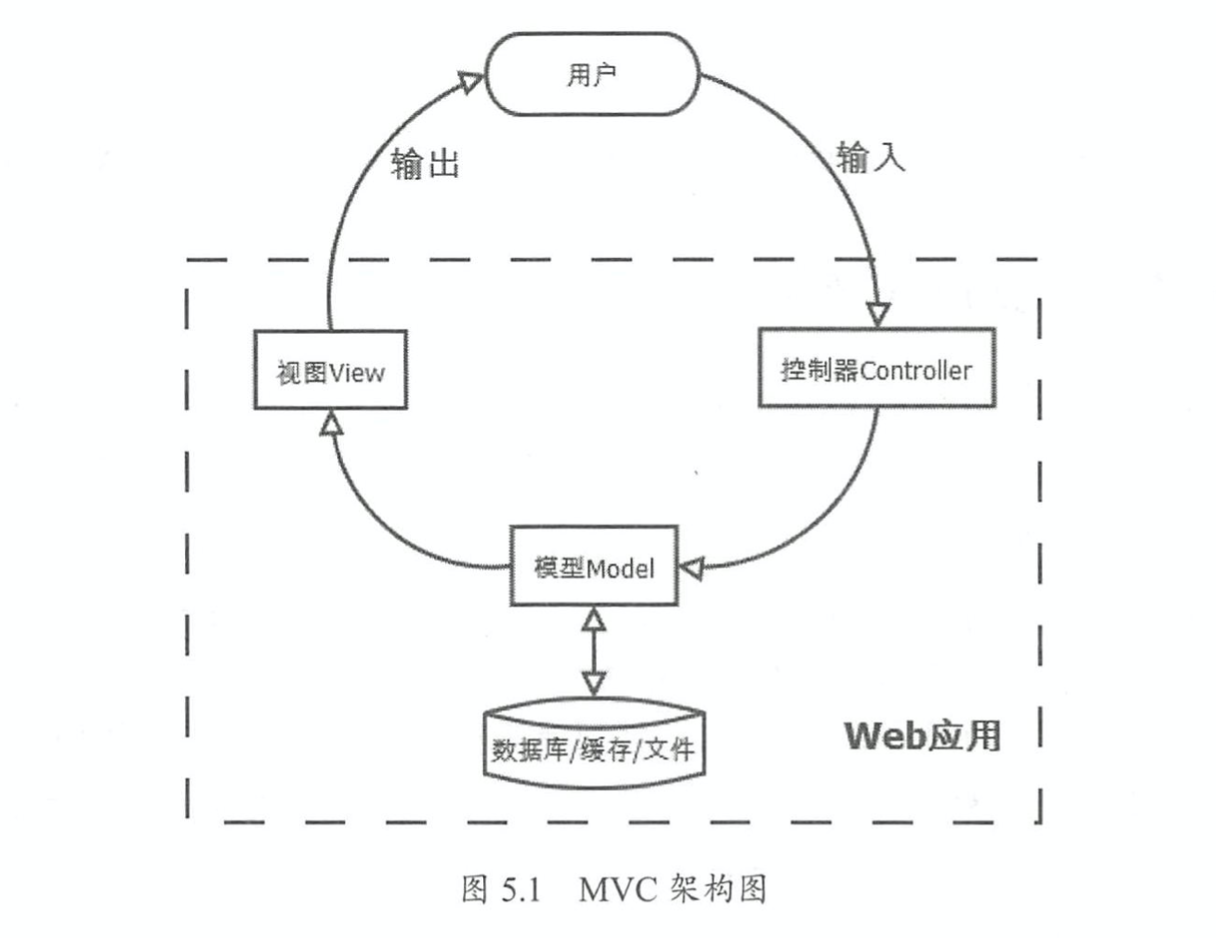 用户
输出
输入
视图View
控制器Controller
模型Model
数据库/缓存/文件
Web应用
图 5.1 MVC 架构图